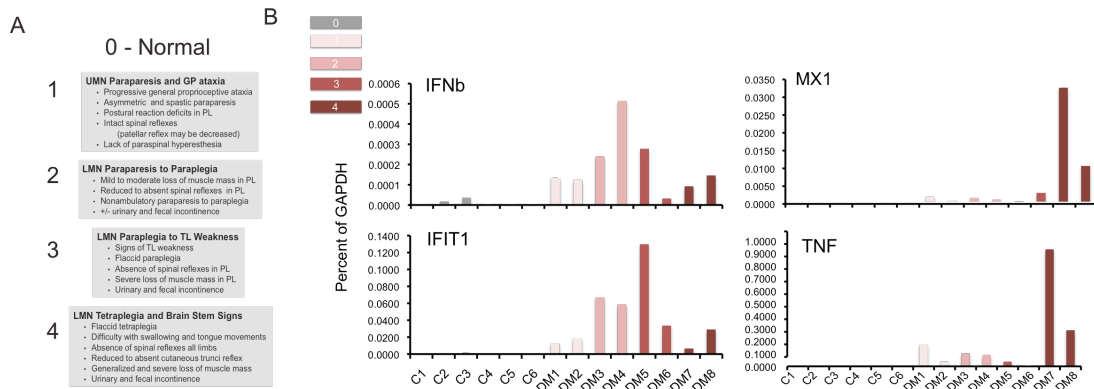 A
0 - Normal
1
UMN Paraparesis and GP ataxia
• Progressive general proprioceptive ataxia
• Asymmetric and spastic paraparesis
• Postural reaction deficits in PL
• Intact spinal reflexes
(patellar reflex may be decreased)
• Lack of paraspinal hyperesthesia
2
LMN Paraparesis to Paraplegia
• Mild to moderate loss of muscle mass in PL
• Reduced to absent spinal reflexes in PL
• Nonambulatory paraparesis to paraplegia
• +/- urinary and fecal incontinence
3
LMN Paraplegia to TL Weakness
• Signs of TL weakness
• Flaccid paraplegia
• Absence of spinal reflexes in PL
• Severe loss of muscle mass in PL
• Urinary and fecal incontinence
4
LMN Tetraplegia and Brain Stem Signs
• Flaccid tetraplegia
• Difficulty with swallowing and tongue movements
• Absence of spinal reflexes all limbs
• Reduced to absent cutaneous trunci reflex
• Generalized and severe loss of muscle mass
• Urinary and fecal incontinence
B
0
1
2
3
4
Percent of GAPDH
IFNb
0.0006
0.0005
0.0004
0.0003
0.0002
0.0001
0.0000
MX1
0.0350
0.0300
0.0250
0.0200
0.0150
0.0100
0.0050
0.0000
IFIT1
0.1400
0.1200
0.1000
0.0800
0.0600
0.0400
0.0200
0.0000
C1 C2 C3 C4 C5 C6 DM1 DM2 DM3 DM4 DM5 DM6 DM7 DM8
TNF
1.0000
0.9000
0.8000
0.7000
0.6000
0.5000
0.4000
0.3000
0.2000
0.1000
0.0000
C1 C2 C3 C4 C5 C6 DM1 DM2 DM3 DM4 DM5 DM6 DM7 DM8